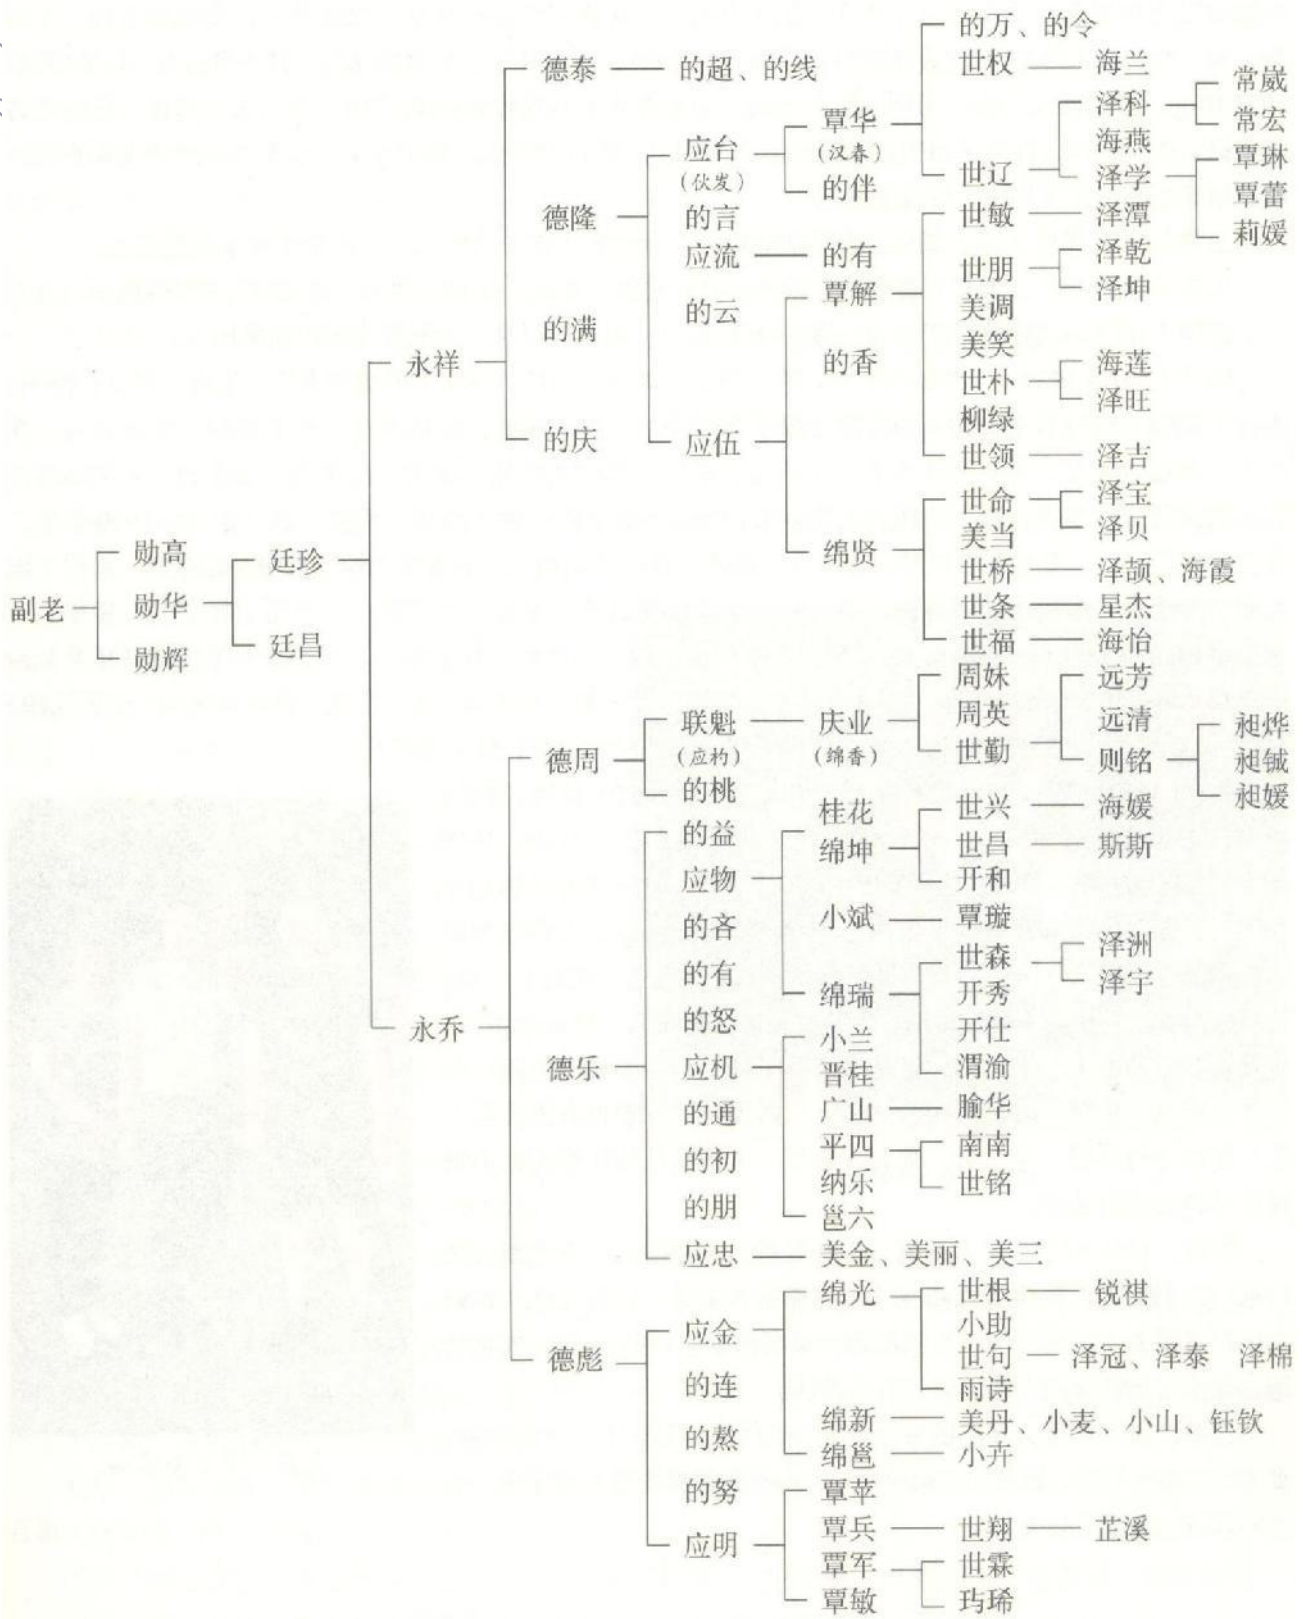 副老
勋高
勋华
勋辉
廷珍
廷昌
永祥
永乔
德泰
德隆
的满
的庆
德周
德乐
德彪
的超、的线
应台
(伙发)
的言
应流
的云
应伍
联魁
(应杓)
的桃
的益
应物
的吝
的有
的怒
应机
的通
的初
的朋
应忠
应金
的连
的熬
的努
应明
覃华
(汉春)
的伴
的有
覃解
的香
绵贤
庆业
(绵香)
桂花
绵坤
小斌
绵瑞
小兰
晋桂
广山
平四
纳乐
邕六
美金、美丽、美三
绵光
绵新
绵邕
覃苹
覃兵
覃军
覃敏
的万、的令
世权
世辽
世敏
世朋
美调
美笑
世朴
柳绿
世领
世命
美当
世桥
世条
世福
周妹
周英
世勤
世兴
世昌
开和
覃璇
世森
开秀
开仕
渭渝
腧华
南南
世铭
世根
小助
世句
雨诗
美丹、小麦、小山、钰钦
小卉
世翔
世霖
玙琋
海兰
泽科
海燕
泽学
泽潭
泽乾
泽坤
海莲
泽旺
泽吉
泽宝
泽贝
泽颉、海霞
星杰
海怡
远芳
远清
则铭
海媛
斯斯
泽洲
泽宇
锐祺
泽冠、泽泰 泽棉
芷溪
常崴
常宏
覃琳
覃蕾
莉媛
昶烨
昶铖
昶媛